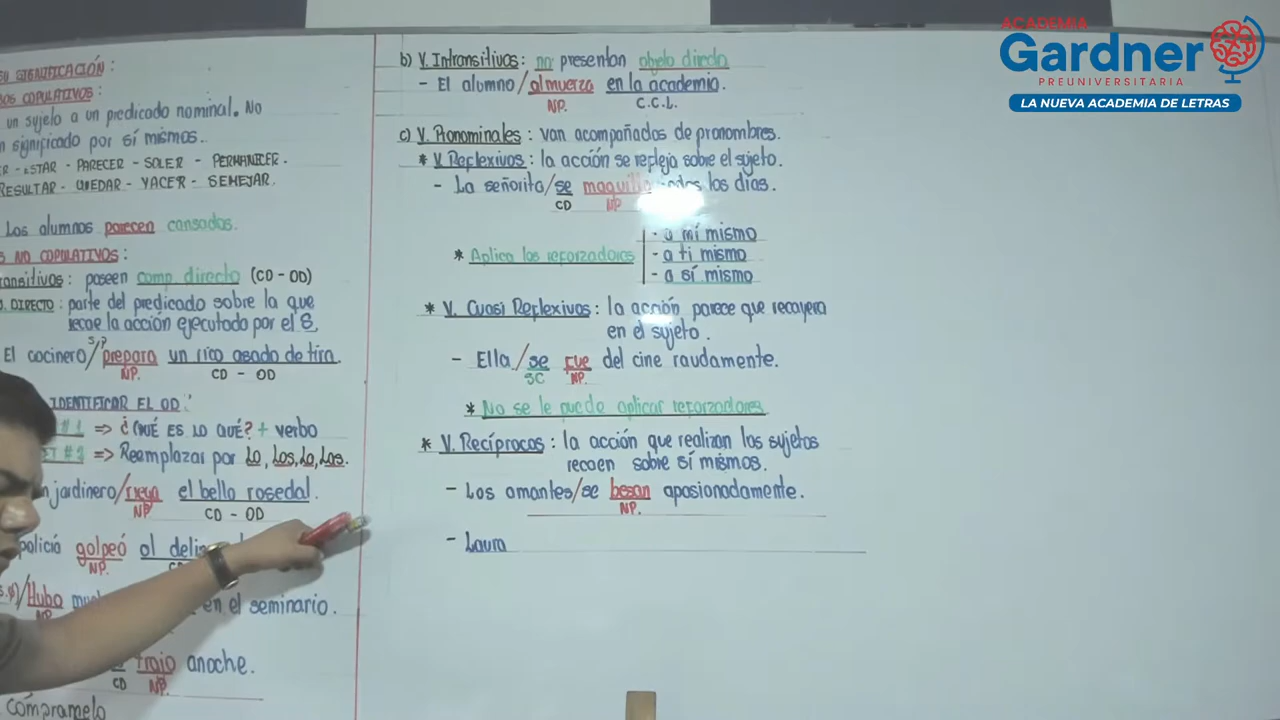 SIGNIFICACIÓN:
COPULATIVOS:
un sujeto a un predicado nominal. No
significado por sí mismos.
ESTAR - PARECER - SOLER - PERMANECER.
RESULTAR - QUEDAR - YACER - SEMEJAR.
Los alumnos parecen cansados.
NO COPULATIVOS:
poseen comp. directo (CD - OD)
DIRECTO: parte del predicado sobre la que
recae la acción ejecutado por el S.
S/P
El cocinero/prepara un rico asado de tira.
NP. CD - OD
IDENTIFICAR EL OD:
#1 => ¿QUÉ ES LO QUÉ? + verbo
=> Reemplazar por Lo, Los, La, Las.
jardinero/riega el bello rosedal.
NP CD - OD
golpeó al
NP.
Hubo en el seminario.
trajo anoche.
CD NP.
cómpramelo
b) V. Intransitivos: no presentan objeto directo
- El alumno/almuerza en la academia.
NP. C.C.L.
c) V. Pronominales: van acompañados de pronombres.
* V. Reflexivos: la acción se refleja sobre el sujeto.
- La señorita/se maquilla todos los días.
CD NP
* Aplica los reforzadores
- a mí mismo
- a ti mismo
- a sí mismo
* V. Cuasi Reflexivos: la acción parece que recayera
en el sujeto.
- Ella/se fue del cine raudamente.
SC NP.
* No se le puede aplicar reforzadores
* V. Recíprocos: la acción que realizan los sujetos
recaen sobre sí mismos.
- Los amantes/se besan apasionadamente.
NP.
- Laura
ACADEMIA
Gardner
PREUNIVERSITARIA
LA NUEVA ACADEMIA DE LETRAS